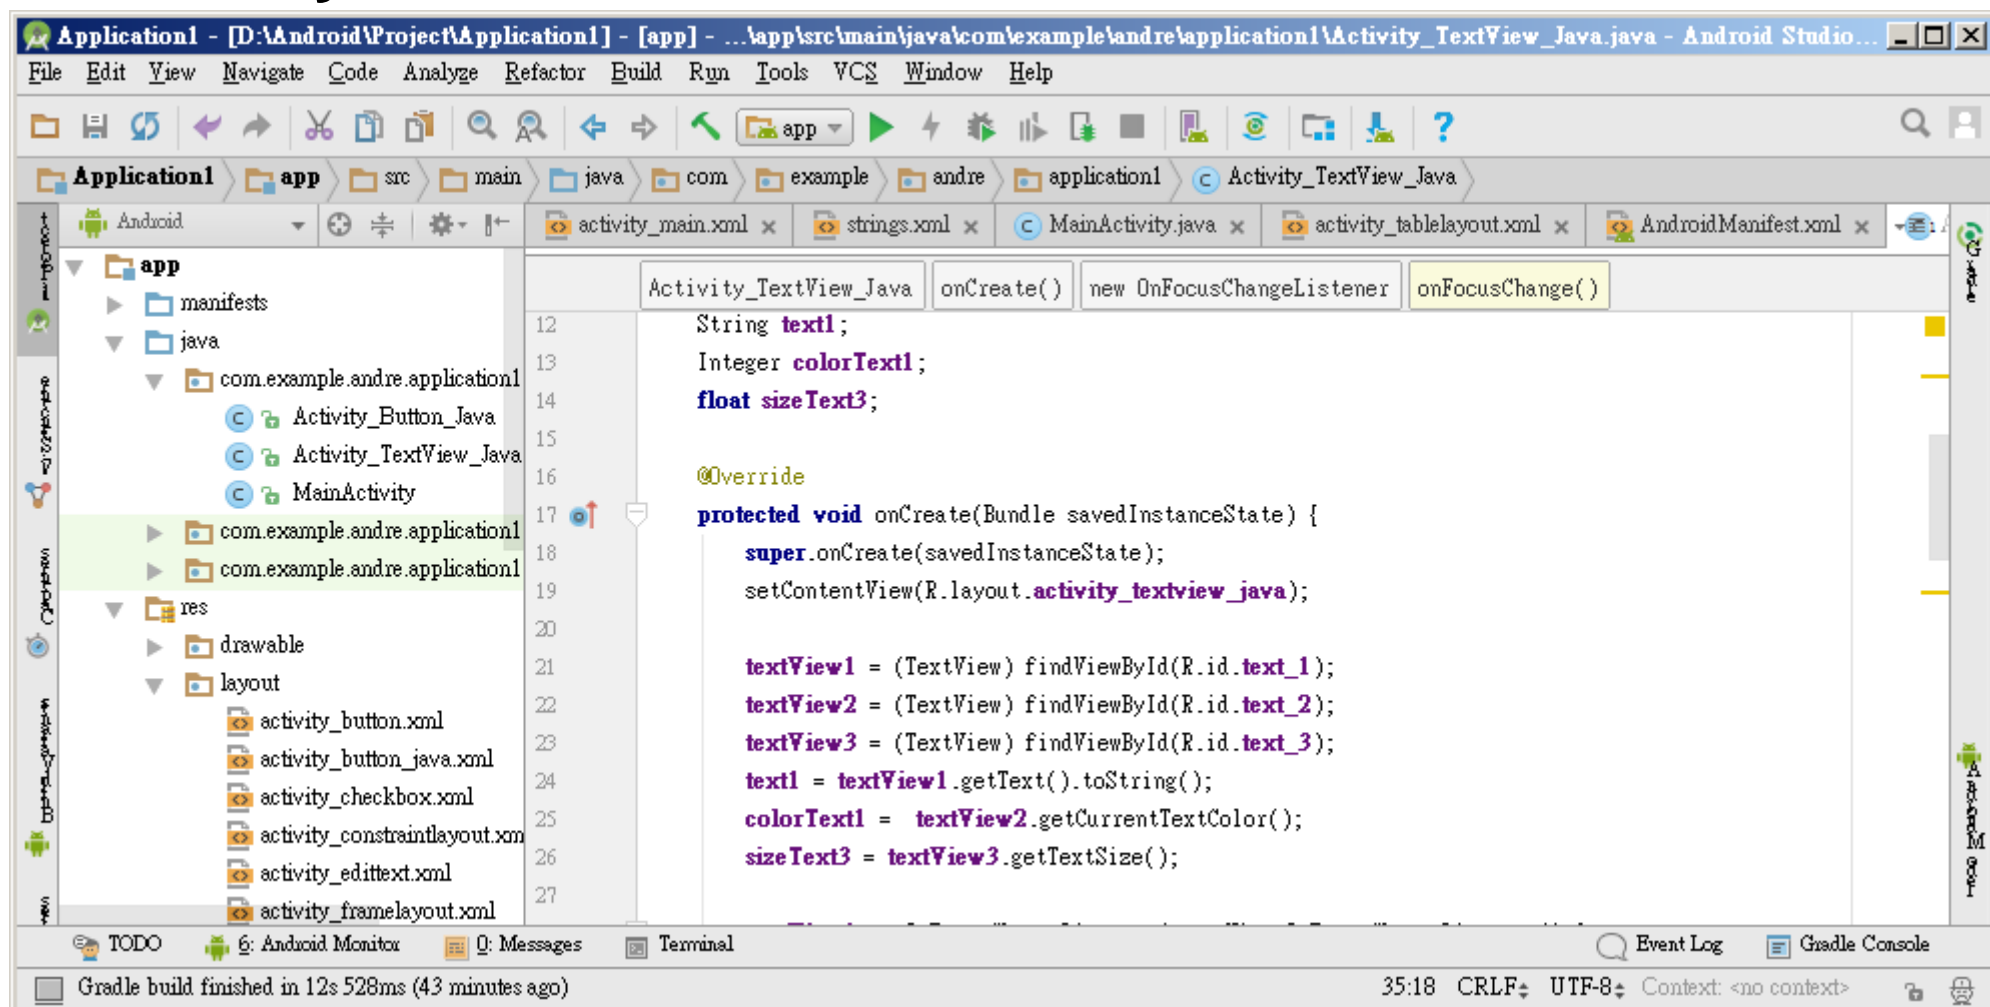 Application1 - [D:\Android\Project\Application1] - [app] - ...\app\src\main\java\com\example\andre\application1\Activity_TextView_Java.java - Android Studio...
File Edit View Navigate Code Analyze Refactor Build Run Tools VCS Window Help
app
Application1 app src main java com example andre application1 Activity_TextView_Java
Android activity_main.xml strings.xml MainActivity.java activity_tablelayout.xml AndroidManifest.xml
Activity_TextView_Java onCreate() new OnFocusChangeListener onFocusChange()
app
manifests
java
com.example.andre.application1
Activity_Button_Java
Activity_TextView_Java
MainActivity
com.example.andre.application1
com.example.andre.application1
res
drawable
layout
activity_button.xml
activity_button_java.xml
activity_checkbox.xml
activity_constraintlayout.xm
activity_edittext.xml
activity_framelayout.xml
12 String text1;
13 Integer colorText1;
14 float sizeText3;
15
16 @Override
17 protected void onCreate(Bundle savedInstanceState) {
18 super.onCreate(savedInstanceState);
19 setContentView(R.layout.activity_textview_java);
20
21 textView1 = (TextView) findViewById(R.id.text_1);
22 textView2 = (TextView) findViewById(R.id.text_2);
23 textView3 = (TextView) findViewById(R.id.text_3);
24 text1 = textView1.getText().toString();
25 colorText1 = textView2.getCurrentTextColor();
26 sizeText3 = textView3.getTextSize();
27
TODO 6: Android Monitor 0: Messages Terminal Event Log Gradle Console
Gradle build finished in 12s 528ms (43 minutes ago) 35:18 CRLF UTF-8 Context: <no context>